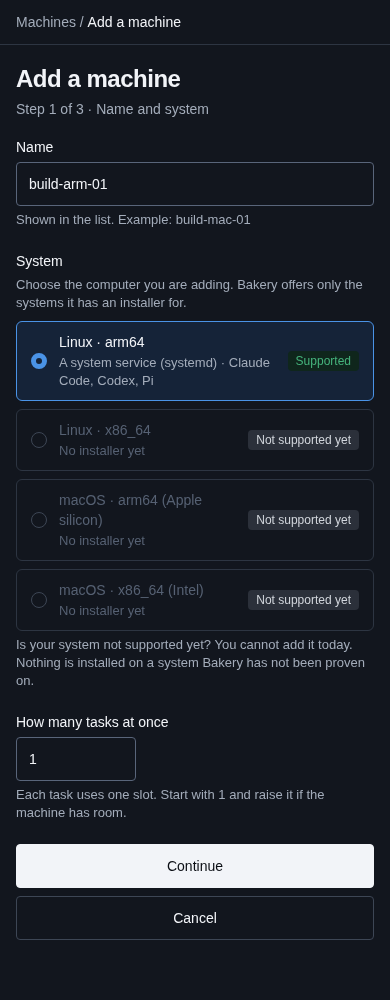 Machines / Add a machine
Add a machine
Step 1 of 3 · Name and system
Name
build-arm-01
Shown in the list. Example: build-mac-01
System
Choose the computer you are adding. Bakery offers only the
systems it has an installer for.
Linux · arm64
A system service (systemd) · Claude
Code, Codex, Pi
Supported
Linux · x86_64
No installer yet
Not supported yet
macOS · arm64 (Apple
silicon)
No installer yet
Not supported yet
macOS · x86_64 (Intel)
No installer yet
Not supported yet
Is your system not supported yet? You cannot add it today.
Nothing is installed on a system Bakery has not been proven
on.
How many tasks at once
1
Each task uses one slot. Start with 1 and raise it if the
machine has room.
Continue
Cancel